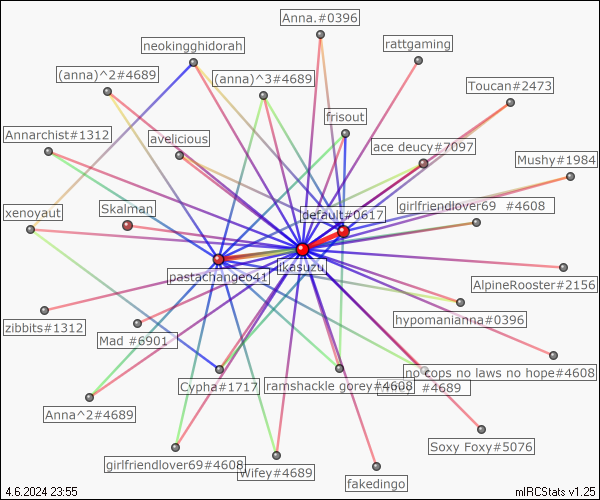 Anna.#0396
neokingghidorah
rattgaming
(anna)^2#4689
(anna)^3#4689
Toucan#2473
frisout
Annarchist#1312
avelicious
ace deucy#7097
Mushy#1984
xenoyaut
Skalman
default#0617
girlfriendlover69 #4608
ikasuzu
pastachange041
AlpineRooster#2156
zibbits#1312
Mad #6901
hypomanianna#0396
no cops no laws no hope#4608
Cypha#1717
ramshackle gorey#4608
#4689
Anna^2#4689
Soxy Foxy#5076
girlfriendlover69#4608
Wifey#4689
fakedingo
4.6.2024 23:55
mIRCStats v1.25